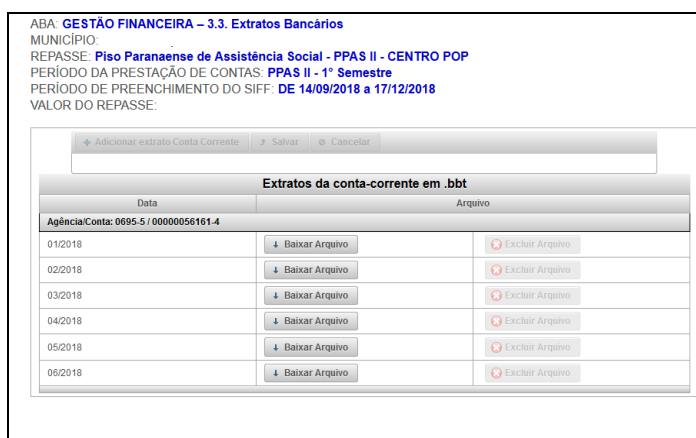 ABA: GESTÃO FINANCEIRA – 3.3. Extratos Bancários
MUNICÍPIO:
REPASSE: Piso Paranaense de Assistência Social - PPAS II - CENTRO POP
PERÍODO DA PRESTAÇÃO DE CONTAS: PPAS II - 1° Semestre
PERÍODO DE PREENCHIMENTO DO SIFF: DE 14/09/2018 a 17/12/2018
VALOR DO REPASSE:
Adicionar extrato Conta Corrente Salvar Cancelar
Extratos da conta-corrente em .bbt
Data Arquivo
Agência/Conta: 0695-5 / 00000056161-4
01/2018 Baixar Arquivo Excluir Arquivo
02/2018 Baixar Arquivo Excluir Arquivo
03/2018 Baixar Arquivo Excluir Arquivo
04/2018 Baixar Arquivo Excluir Arquivo
05/2018 Baixar Arquivo Excluir Arquivo
06/2018 Baixar Arquivo Excluir Arquivo